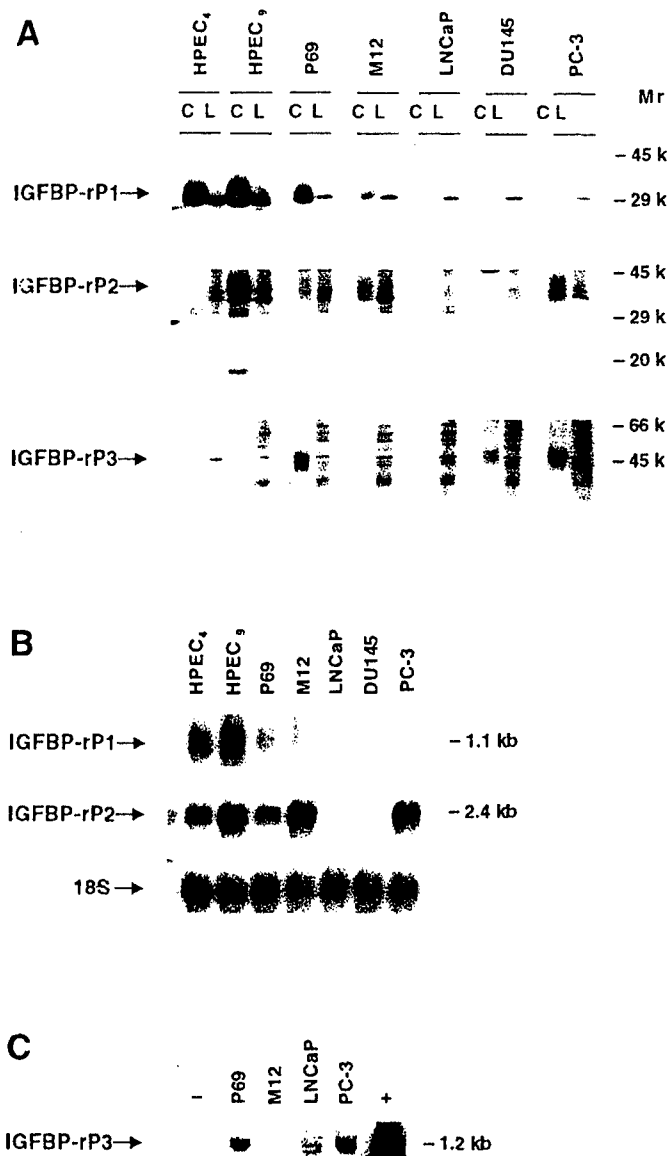 A
HPEC4 HPEC9 P69 M12 LNCaP DU145 PC-3
Mr
C L C L C L C L C L C L C L
– 45 k
IGFBP-rP1→ – 29 k
– 45 k
IGFBP-rP2→
– 29 k
– 20 k
– 66 k
IGFBP-rP3→ – 45 k
B
HPEC4 HPEC9 P69 M12 LNCaP DU145 PC-3
IGFBP-rP1→ – 1.1 kb
IGFBP-rP2→ – 2.4 kb
18S→
C
– P69 M12 LNCaP PC-3 +
IGFBP-rP3→ – 1.2 kb